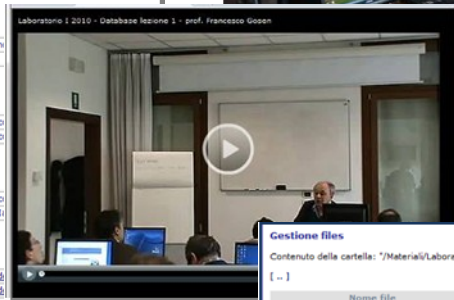 Laboratorio I 2010 - Database lezione 1 - prof. Francesco Gosen
Gestione files
Contenuto della cartella: "/Materiali/Labora
[ .. ]
Nome file